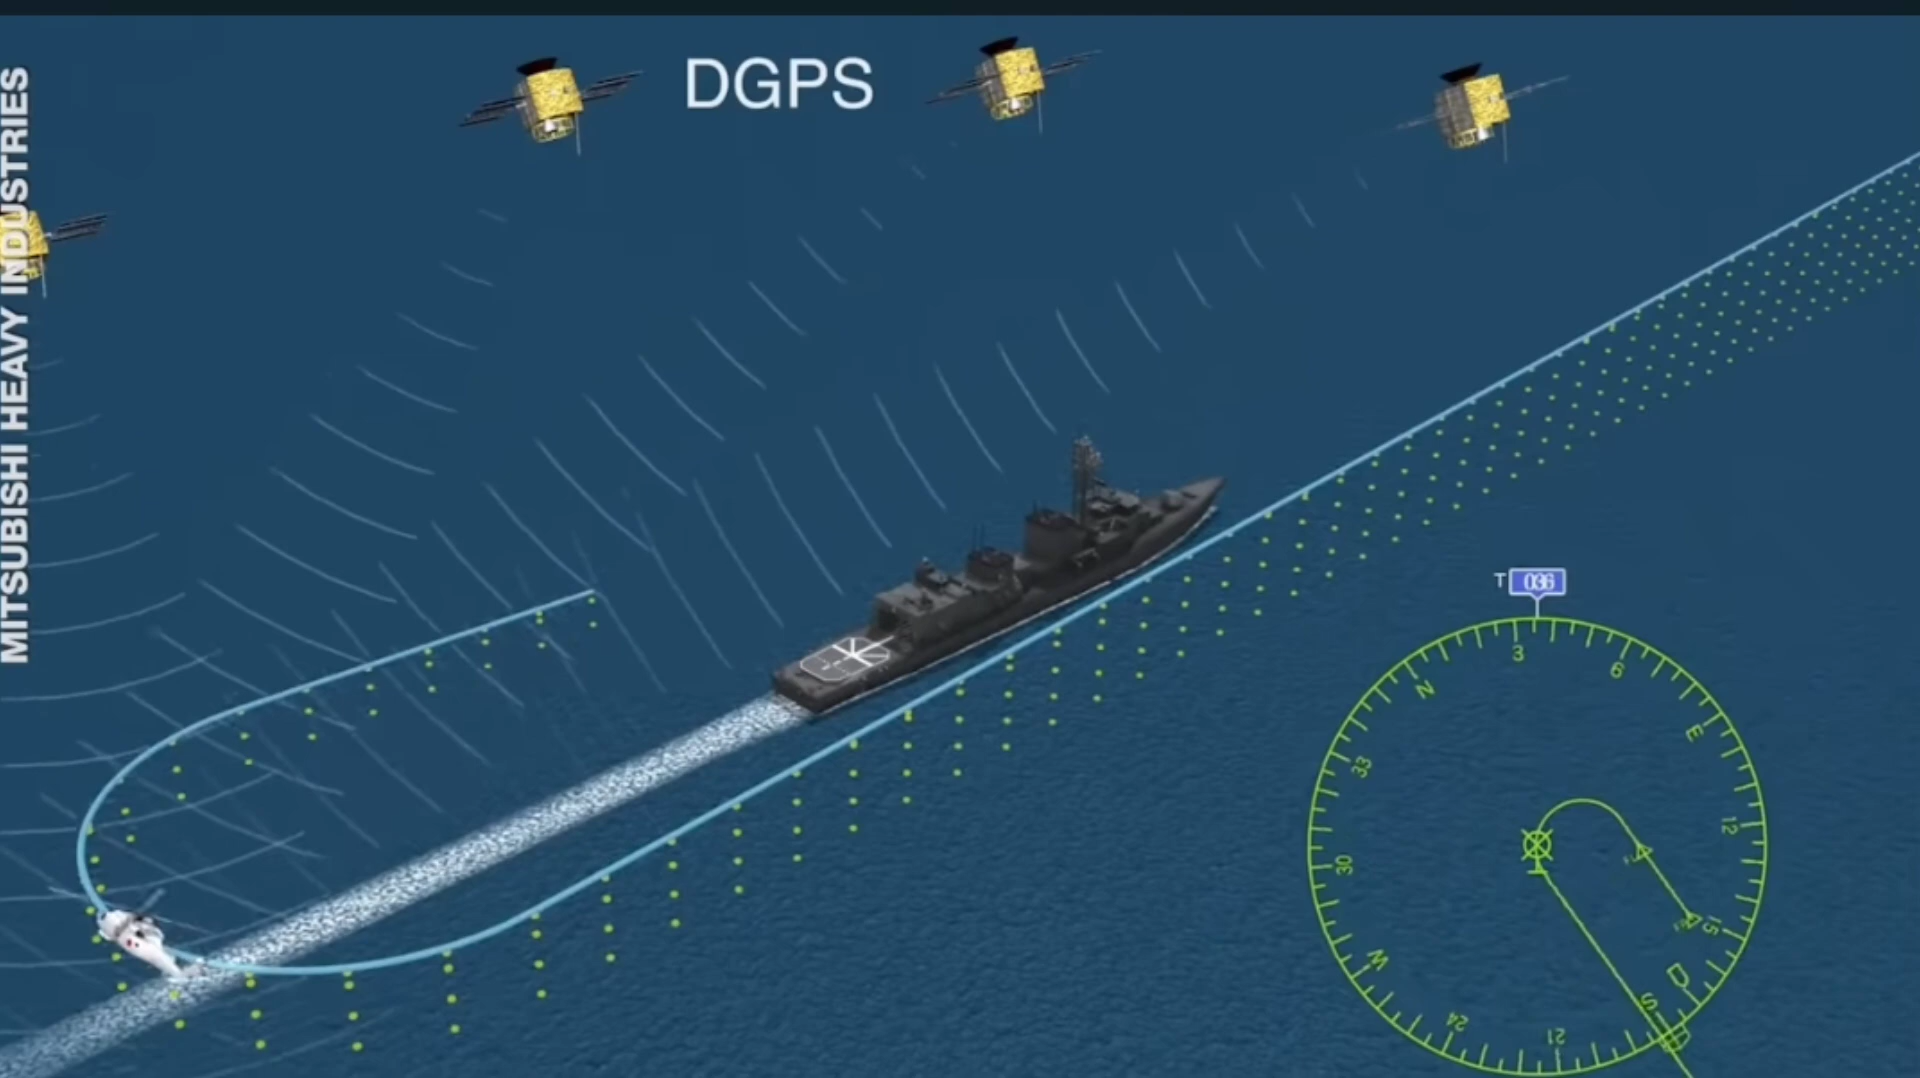 DGPS
MITSUBISHI HEAVY INDUSTRIES
T 036
3
6
E
12
15
S
21
24
W
30
33
N